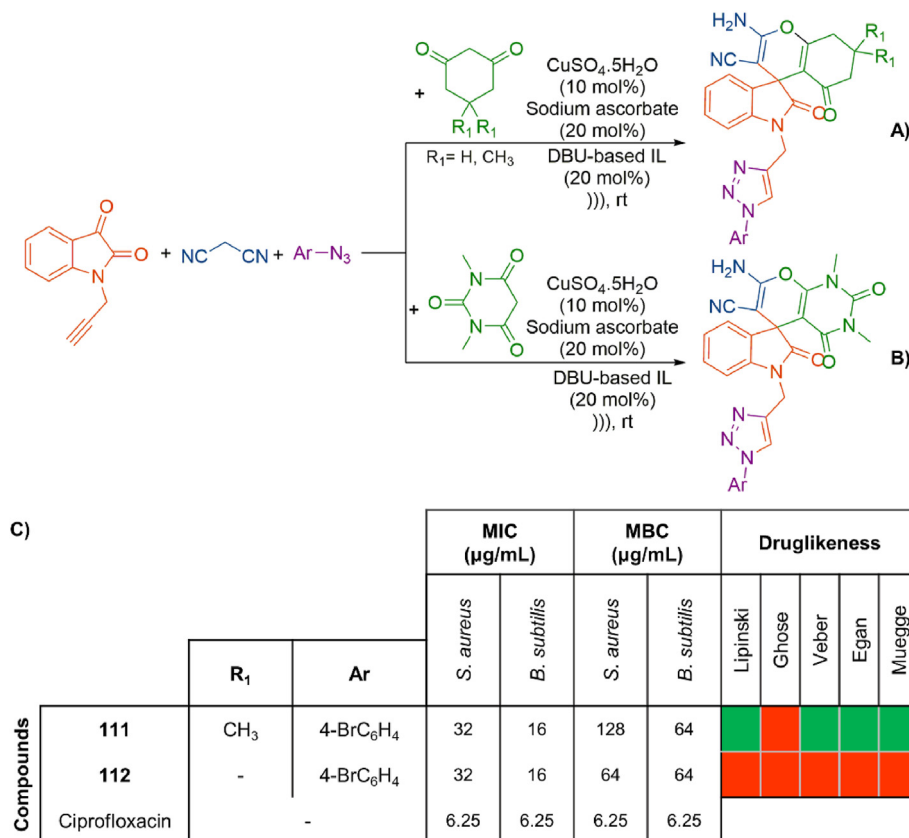 H₂N
O
R₁
R₁
NC
O
O
N
N
N
N
Ar
A)
O
O
+
R₁ R₁
R₁= H, CH₃
CuSO₄.5H₂O
(10 mol%)
Sodium ascorbate
(20 mol%)
DBU-based IL
(20 mol%)
))), rt
O
O
N
+
NC CN
+
Ar-N₃
+
N
O
O
N
O
CuSO₄.5H₂O
(10 mol%)
Sodium ascorbate
(20 mol%)
DBU-based IL
(20 mol%)
))), rt
H₂N
O
N
O
NC
N
O
O
N
N
N
N
Ar
B)
C)
MIC
(µg/mL)
MBC
(µg/mL)
Druglikeness
R₁ Ar S. aureus B. subtilis S. aureus B. subtilis Lipinski Ghose Veber Egan Muegge
Compounds
111 CH₃ 4-BrC₆H₄ 32 16 128 64
112 - 4-BrC₆H₄ 32 16 64 64
Ciprofloxacin - 6.25 6.25 6.25 6.25